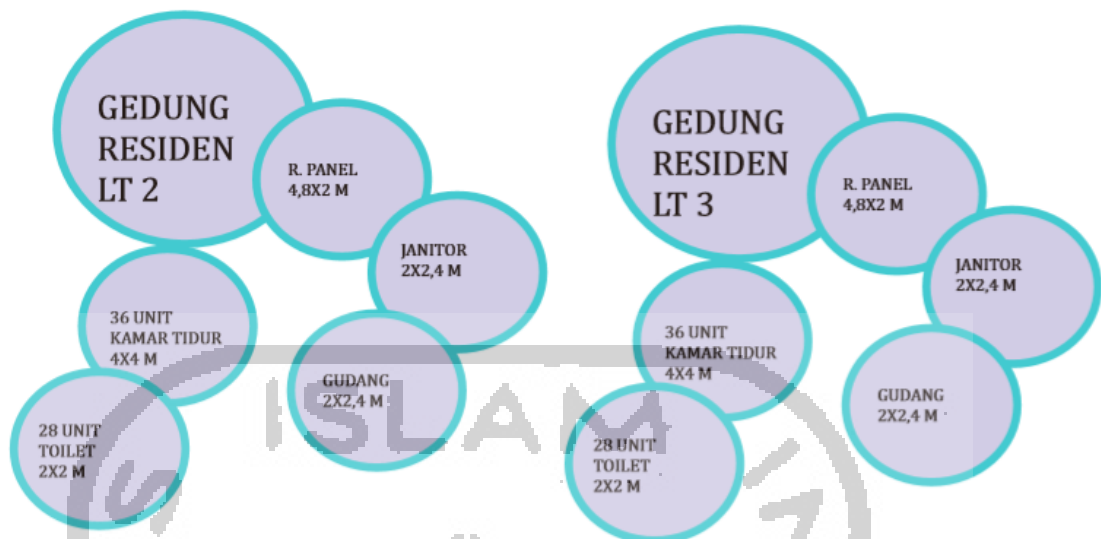 GEDUNG
RESIDEN
LT 2
R. PANEL
4,8X2 M
JANITOR
2X2,4 M
36 UNIT
KAMAR TIDUR
4X4 M
GUDANG
2X2,4 M
28 UNIT
TOILET
2X2 M
GEDUNG
RESIDEN
LT 3
R. PANEL
4,8X2 M
JANITOR
2X2,4 M
36 UNIT
KAMAR TIDUR
4X4 M
GUDANG
2X2,4 M
28 UNIT
TOILET
2X2 M
ISLAM